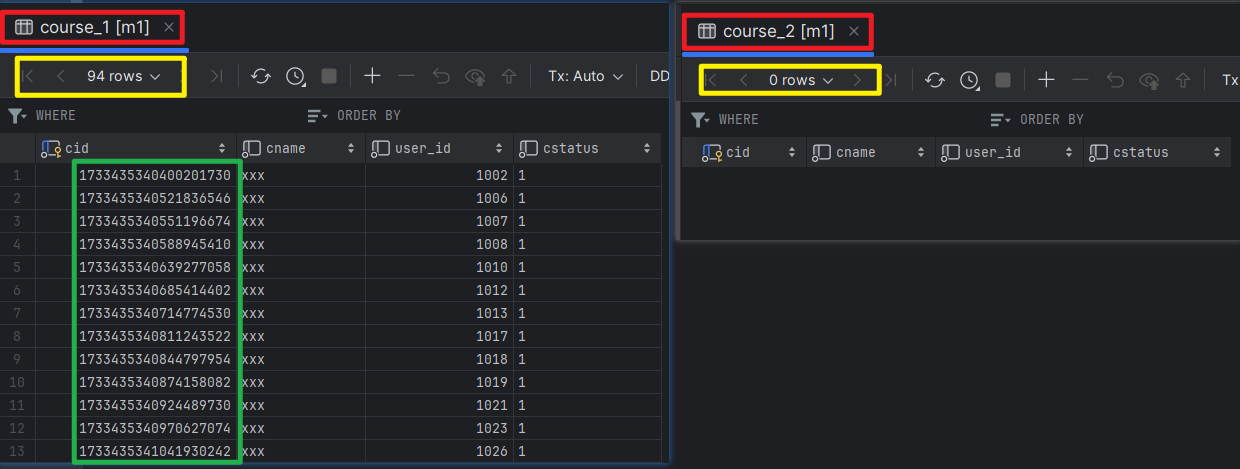 course_1 [m1]
94 rows Tx: Auto DD
WHERE ORDER BY
cid cname user_id cstatus
1 1733435340400201730 xxx 1002 1
2 1733435340521836546 xxx 1006 1
3 1733435340551196674 xxx 1007 1
4 1733435340588945410 xxx 1008 1
5 1733435340639277058 xxx 1010 1
6 1733435340685414402 xxx 1012 1
7 1733435340714774530 xxx 1013 1
8 1733435340811243522 xxx 1017 1
9 1733435340844797954 xxx 1018 1
10 1733435340874158082 xxx 1019 1
11 1733435340924489730 xxx 1021 1
12 1733435340970627074 xxx 1023 1
13 1733435341041930242 xxx 1026 1
course_2 [m1]
0 rows Tx
WHERE ORDER BY
cid cname user_id cstatus